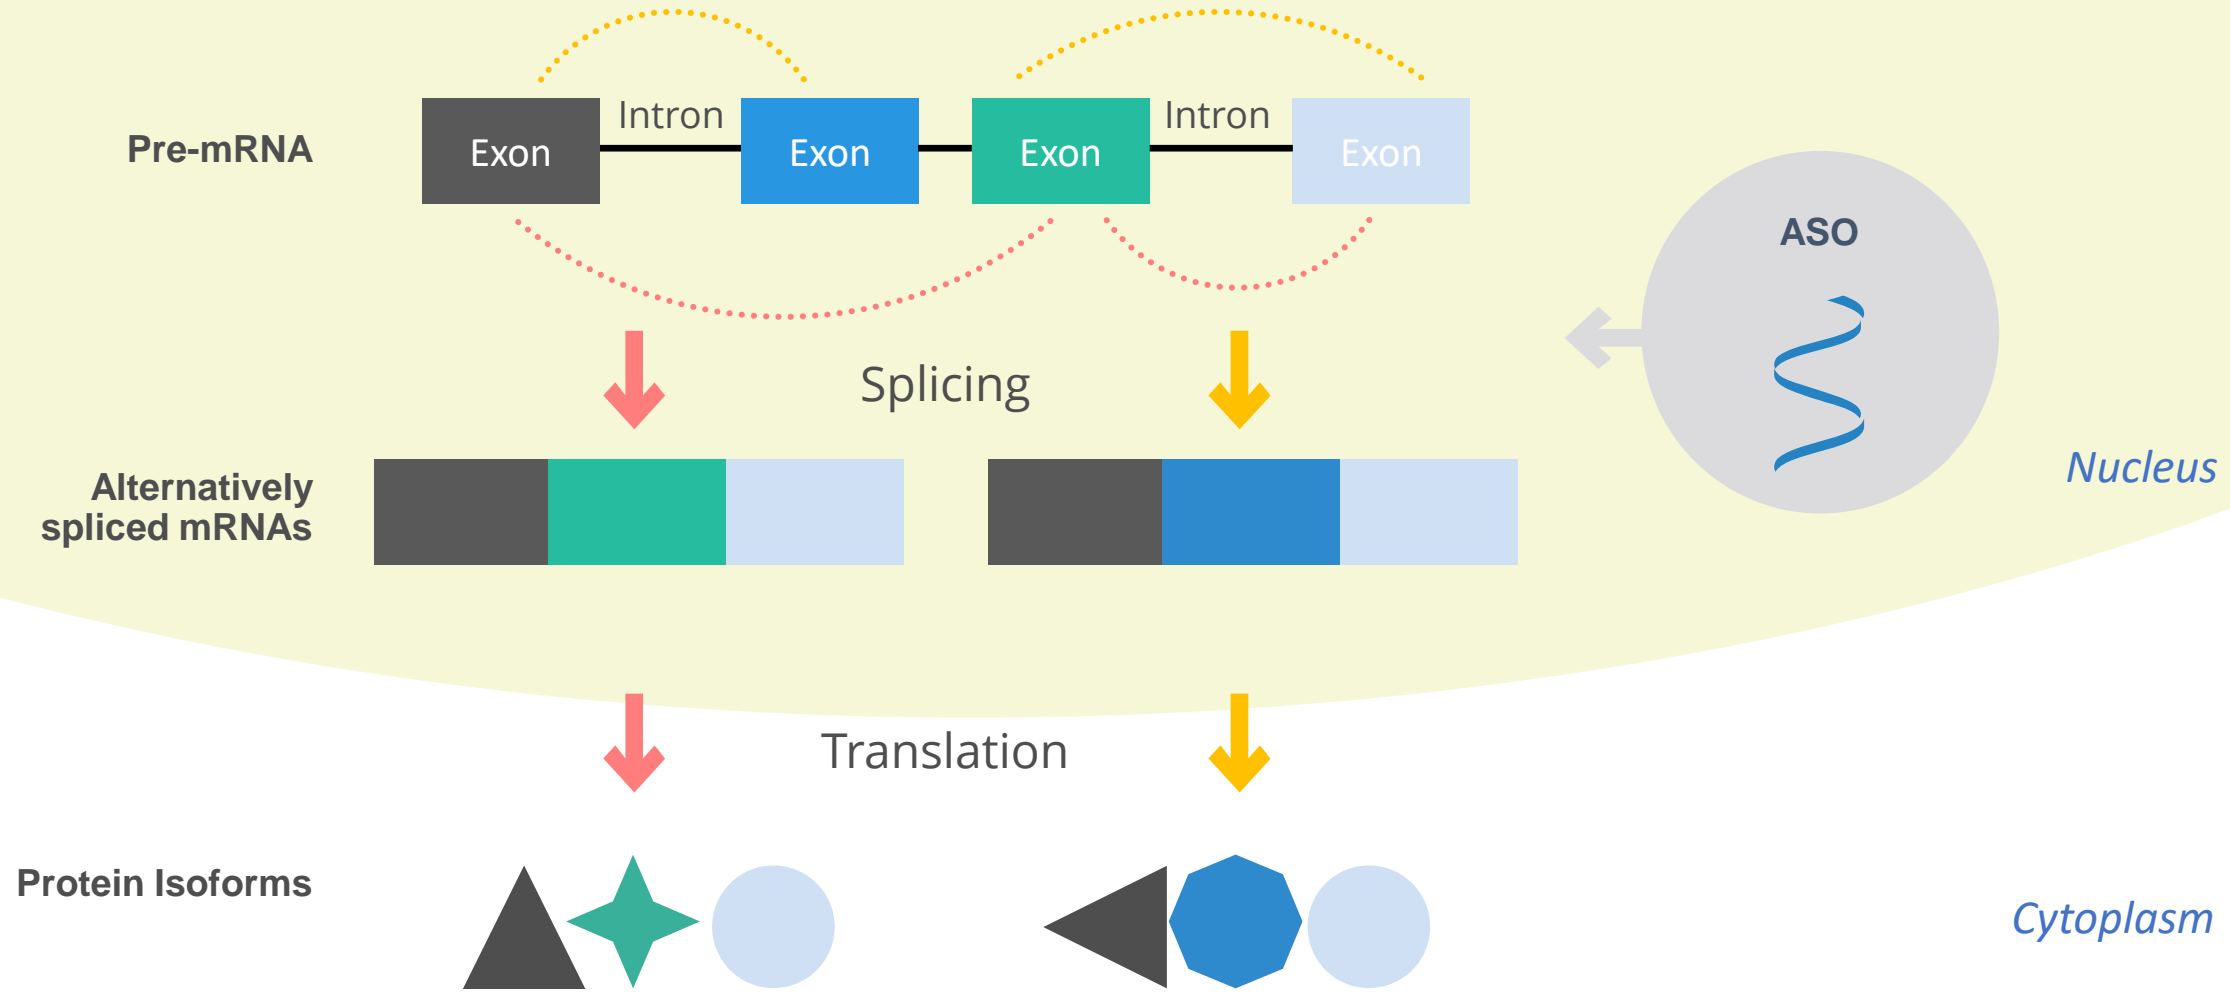 Pre-mRNA
Exon
Intron
Exon
Exon
Intron
Exon
ASO
Splicing
Nucleus
Alternatively
spliced mRNAs
Translation
Protein Isoforms
Cytoplasm